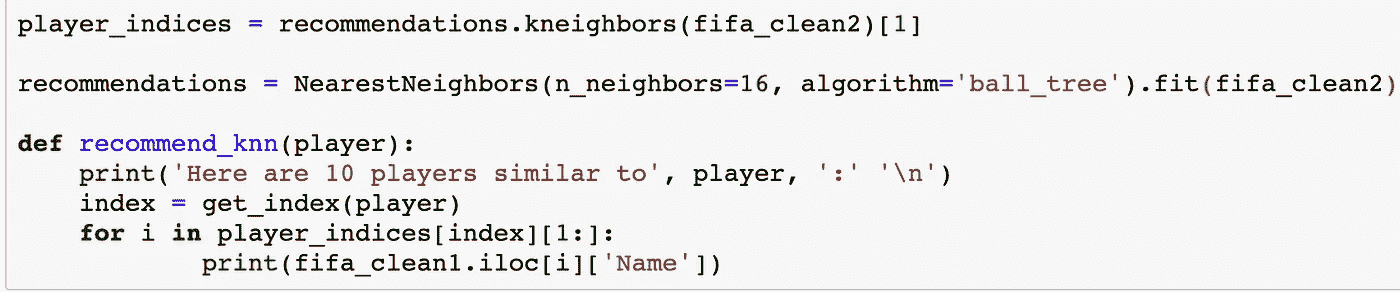 player_indices = recommendations.kneighbors(fifa_clean2)[1]
recommendations = NearestNeighbors(n_neighbors=16, algorithm='ball_tree').fit(fifa_clean2)
def recommend_knn(player):
    print('Here are 10 players similar to', player, ':' '\n')
    index = get_index(player)
    for i in player_indices[index][1:]:
            print(fifa_clean1.iloc[i]['Name'])